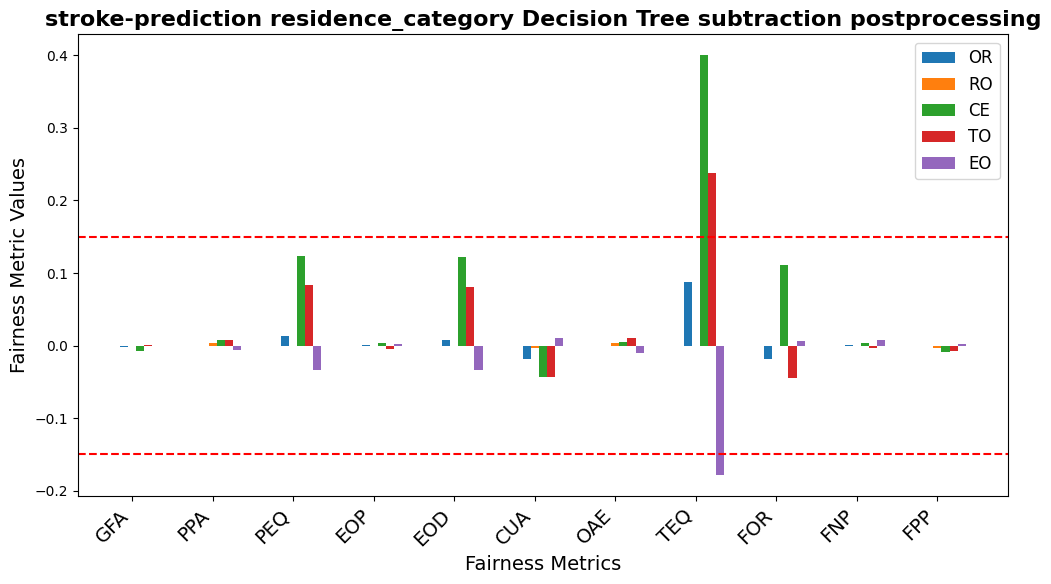 stroke-prediction residence_category Decision Tree subtraction postprocessing
Fairness Metric Values
0.4
0.3
0.2
0.1
0.0
−0.1
−0.2
OR
RO
CE
TO
EO
GFA
PPA
PEQ
EOP
EOD
CUA
OAE
TEQ
FOR
FNP
FPP
Fairness Metrics